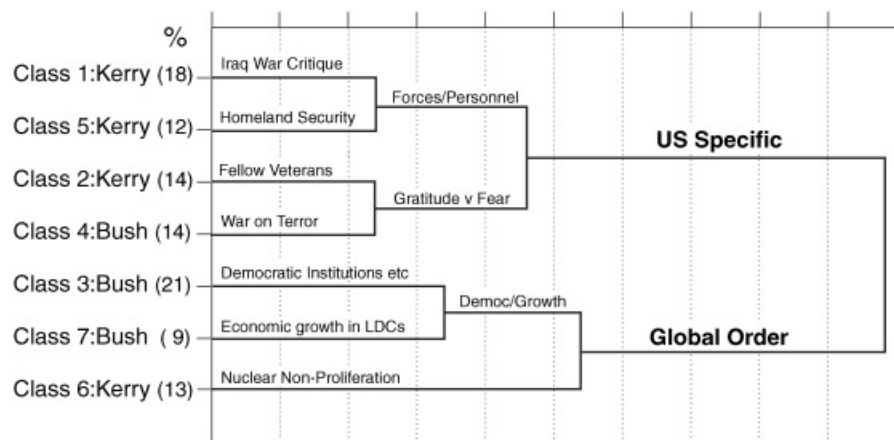 %
Class 1:Kerry (18)
Iraq War Critique
Forces/Personnel
Class 5:Kerry (12)
Homeland Security
US Specific
Class 2:Kerry (14)
Fellow Veterans
Gratitude v Fear
Class 4:Bush (14)
War on Terror
Class 3:Bush (21)
Democratic Institutions etc
Democ/Growth
Class 7:Bush ( 9)
Economic growth in LDCs
Global Order
Class 6:Kerry (13)
Nuclear Non-Proliferation